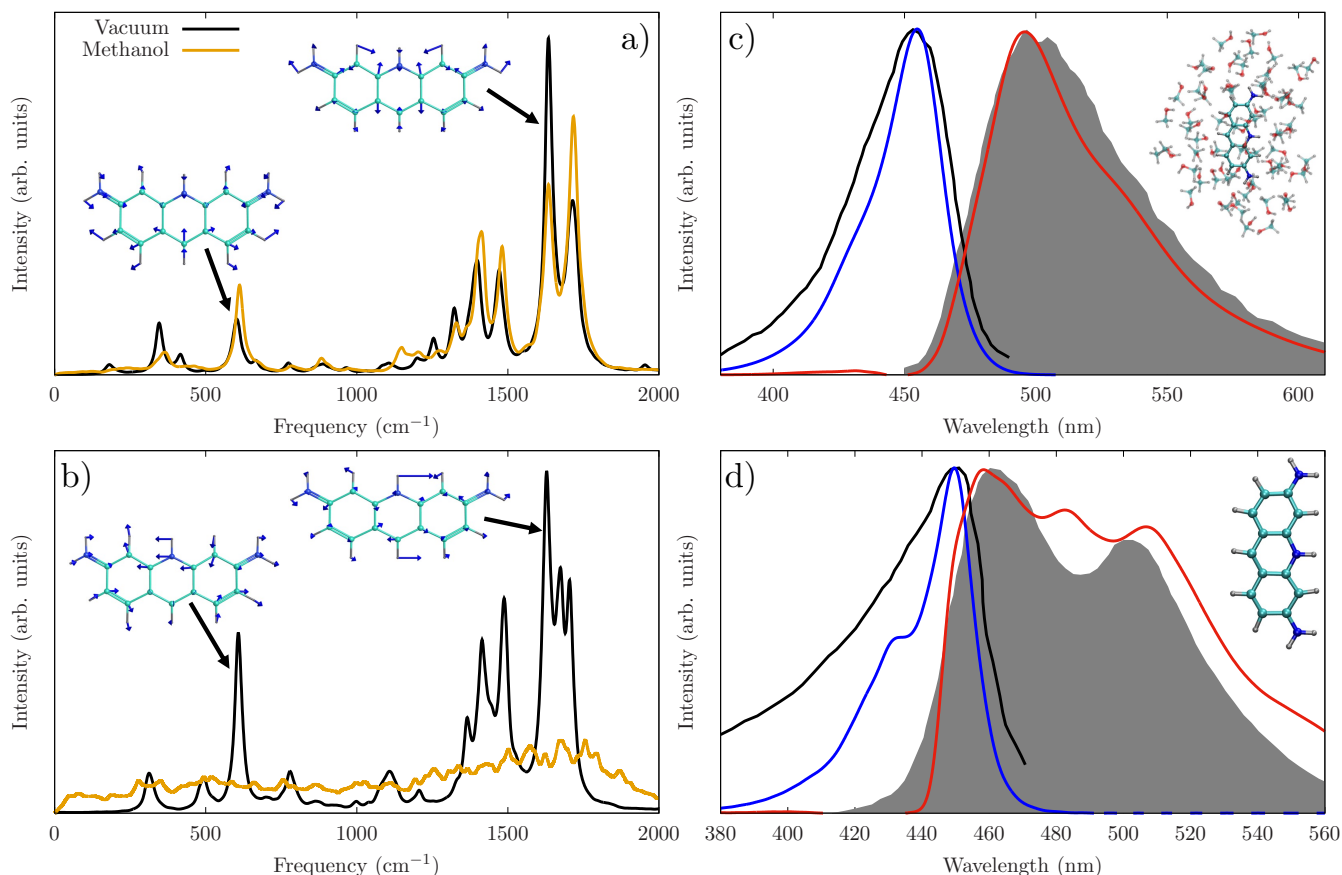 Vacuum
Methanol
a)
Intensity (arb. units)
0 500 1000 1500 2000
Frequency (cm⁻¹)
c)
Intensity (arb. units)
400 450 500 550 600
Wavelength (nm)
b)
Intensity (arb. units)
0 500 1000 1500 2000
Frequency (cm⁻¹)
d)
Intensity (arb. units)
380 400 420 440 460 480 500 520 540 560
Wavelength (nm)